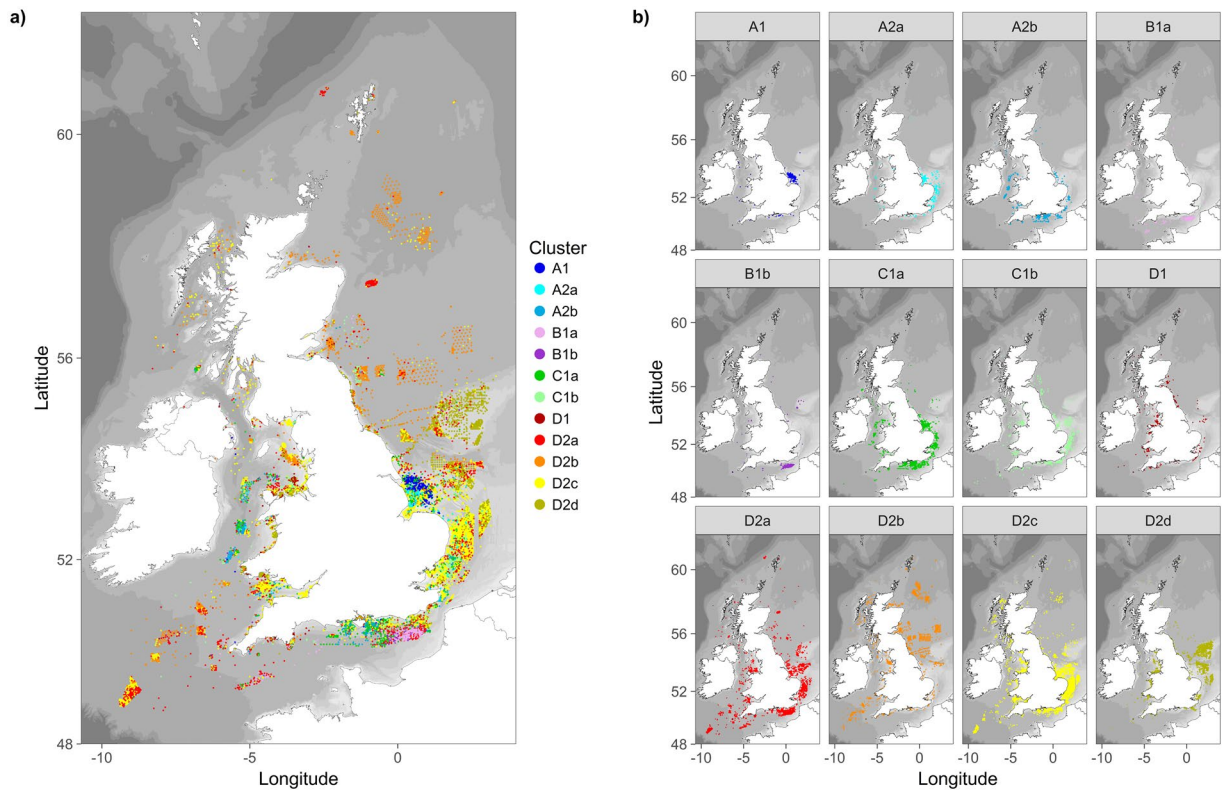 a)
60
56
52
48
Latitude
-10
-5
0
Longitude
Cluster
A1
A2a
A2b
B1a
B1b
C1a
C1b
D1
D2a
D2b
D2c
D2d
b)
A1
A2a
A2b
B1a
60
56
52
48
B1b
C1a
C1b
D1
60
56
52
48
Latitude
D2a
D2b
D2c
D2d
60
56
52
48
-10
-5
0
-10
-5
0
-10
-5
0
-10
-5
0
Longitude